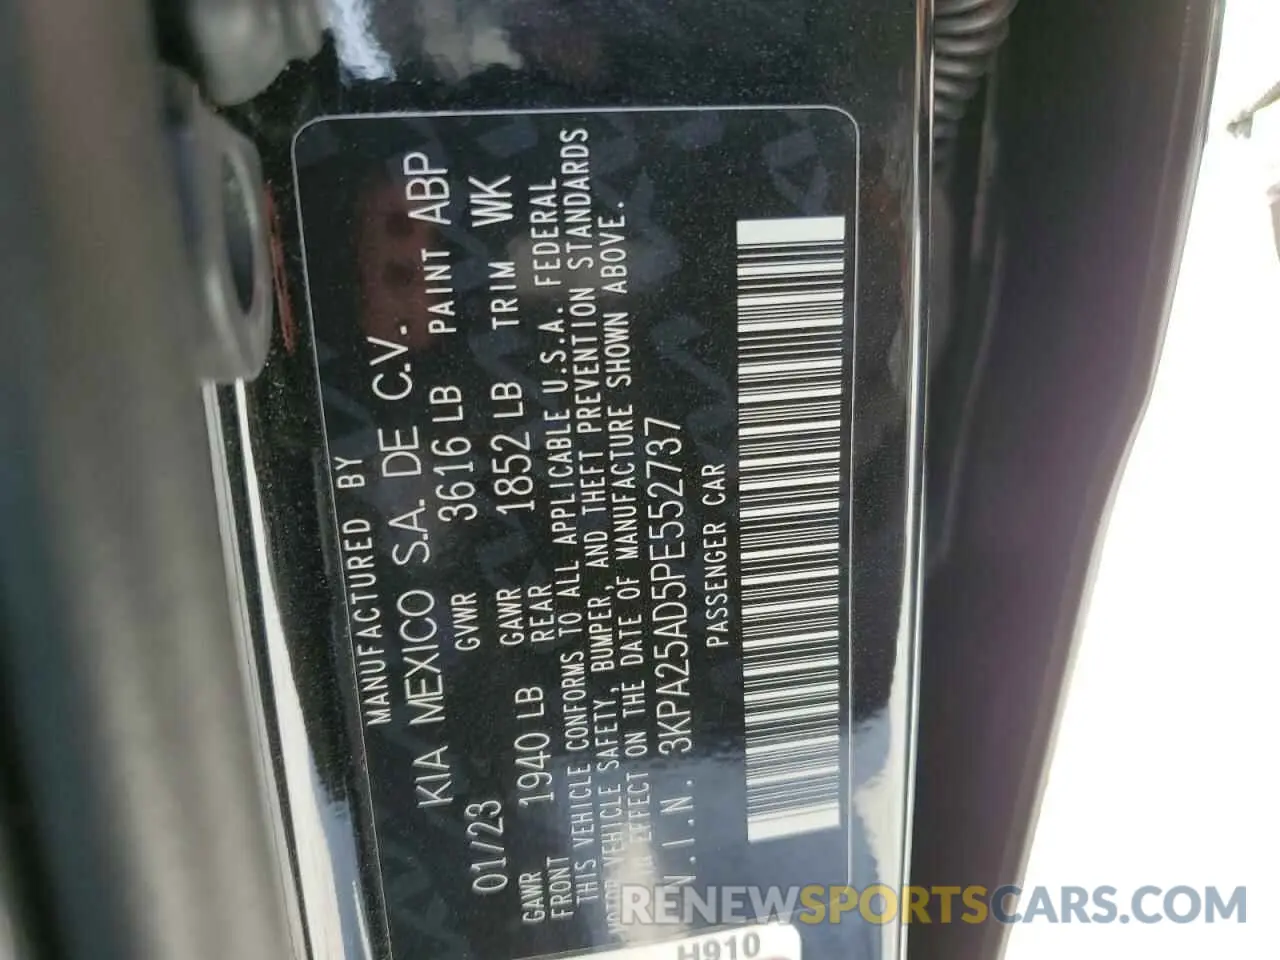 MANUFACTURED BY
KIA MEXICO S.A. DE C.V.
01/23 GVWR 3616 LB PAINT ABP
GAWR FRONT 1940 LB GAWR REAR 1852 LB TRIM WK
THIS VEHICLE CONFORMS TO ALL APPLICABLE U.S.A. FEDERAL
MOTOR VEHICLE SAFETY, BUMPER, AND THEFT PREVENTION STANDARDS
IN EFFECT ON THE DATE OF MANUFACTURE SHOWN ABOVE.
V.I.N. 3KPA25AD5PE552737
PASSENGER CAR
H910
RENEWSPORTSCARS.COM